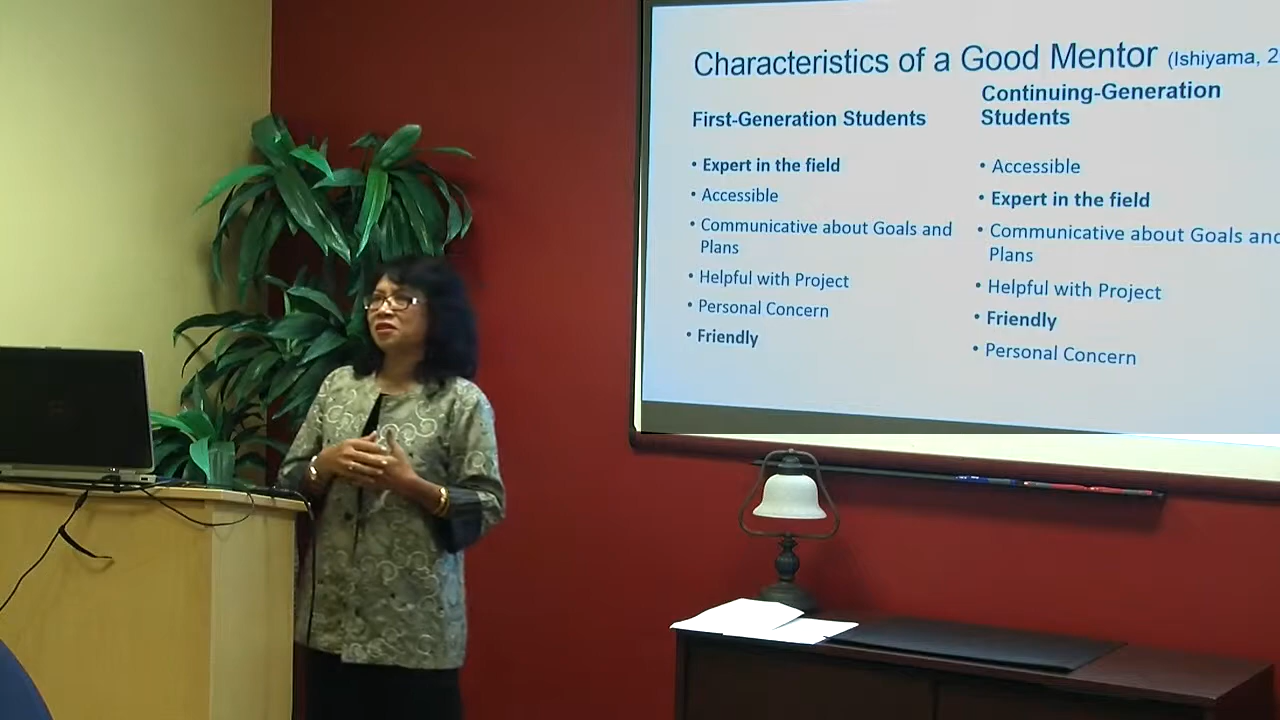 Characteristics of a Good Mentor (Ishiyama, 2
First-Generation Students
• Expert in the field
• Accessible
• Communicative about Goals and
Plans
• Helpful with Project
• Personal Concern
• Friendly
Continuing-Generation
Students
• Accessible
• Expert in the field
• Communicative about Goals and
Plans
• Helpful with Project
• Friendly
• Personal Concern